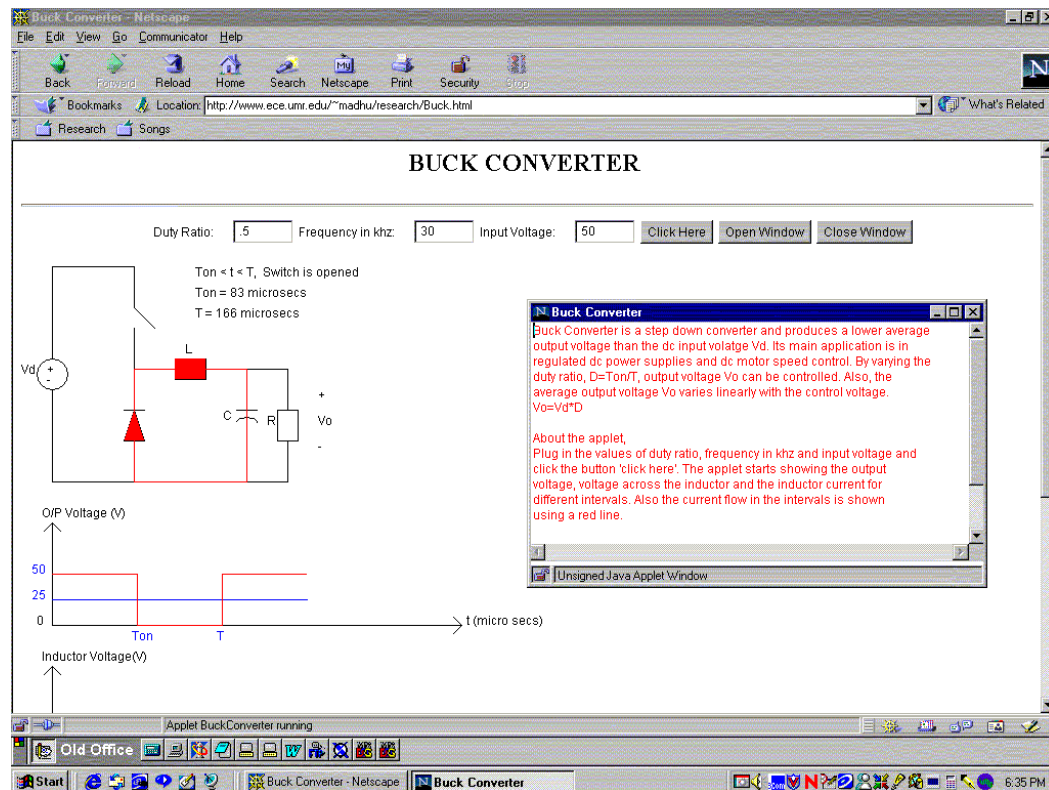 Buck Converter - Netscape
File Edit View Go Communicator Help
Back Forward Reload Home Search Netscape Print Security Stop
Bookmarks Location: http://www.ece.umr.edu/~madhu/research/Buck.html What's Related
Research Songs
BUCK CONVERTER
Duty Ratio: .5 Frequency in khz: 30 Input Voltage: 50 Click Here Open Window Close Window
Ton < t < T, Switch is opened
Ton = 83 microsecs
T = 166 microsecs
L
Vd
+
-
C
R
+
Vo
-
Buck Converter
Buck Converter is a step down converter and produces a lower average
output voltage than the dc input volatge Vd. Its main application is in
regulated dc power supplies and dc motor speed control. By varying the
duty ratio, D=Ton/T, output voltage Vo can be controlled. Also, the
average output voltage Vo varies linearly with the control voltage.
Vo=Vd*D
About the applet,
Plug in the values of duty ratio, frequency in khz and input voltage and
click the button 'click here'. The applet starts showing the output
voltage, voltage across the inductor and the inductor current for
different intervals. Also the current flow in the intervals is shown
using a red line.
Unsigned Java Applet Window
O/P Voltage (V)
50
25
0
Ton T
t (micro secs)
Inductor Voltage(V)
Applet BuckConverter running
Old Office
Start Buck Converter - Netscape Buck Converter 6:35 PM